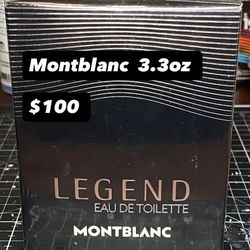 Montblanc 3.3oz
$100
LEGEND
EAU DE TOILETTE
MONTBLANC